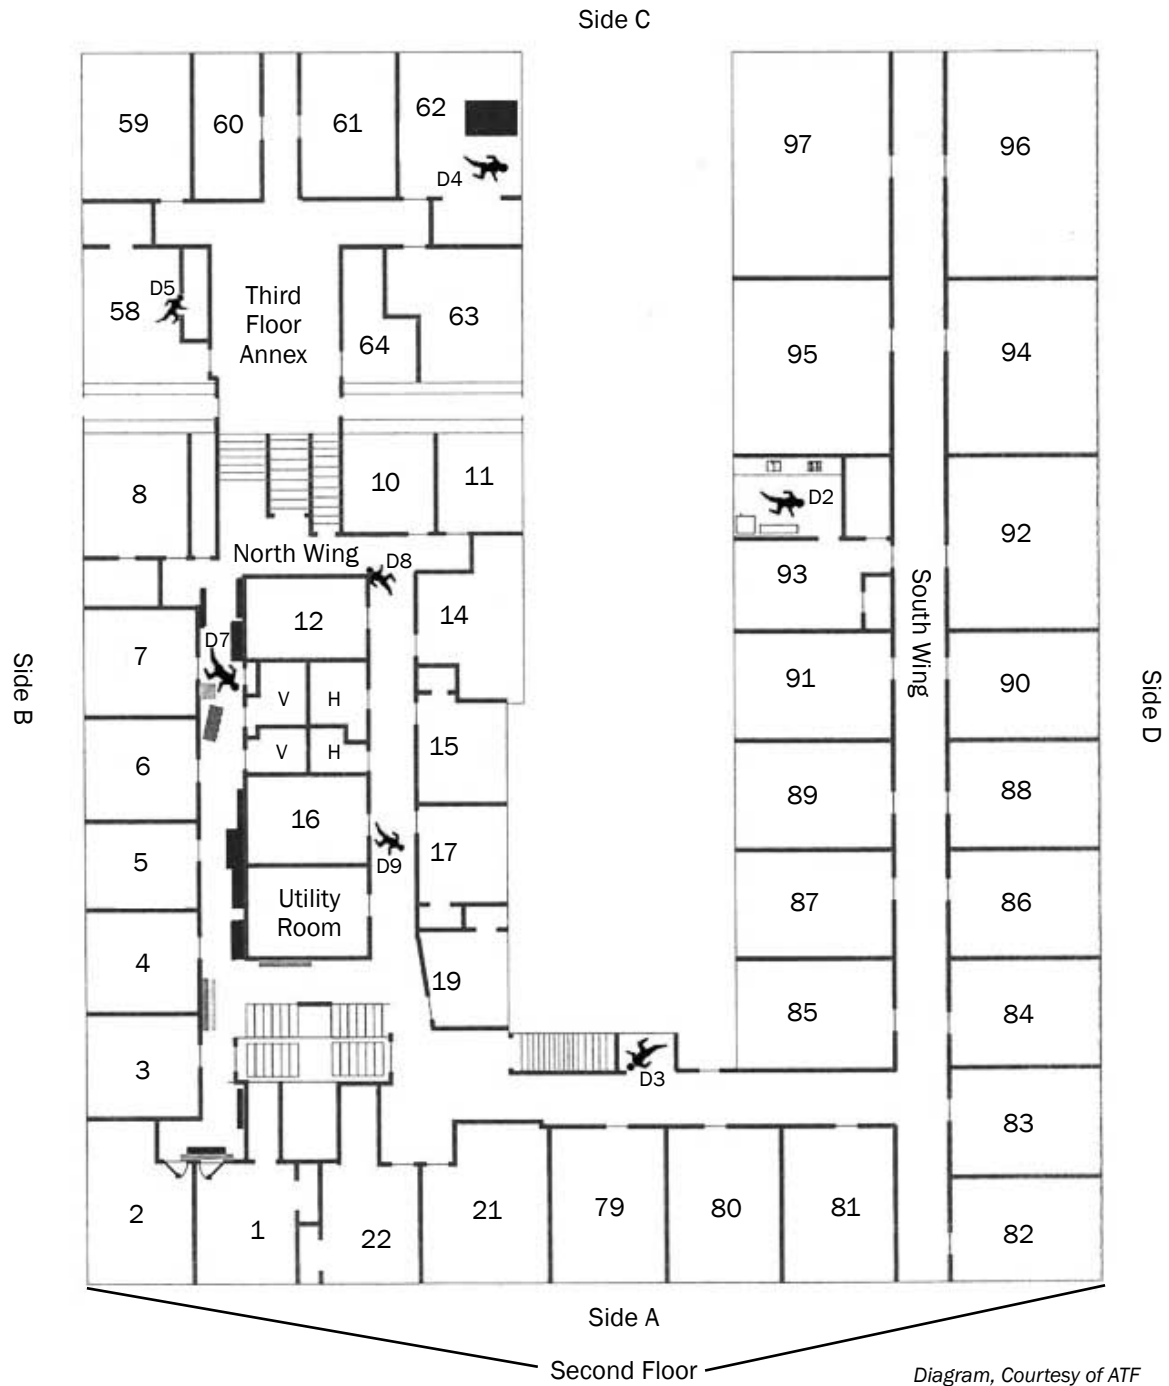 Side C
59
60
61
62
97
96
D4
D5
58
Third
Floor
Annex
64
63
95
94
8
10
11
D2
North Wing
D8
93
92
12
14
D7
7
South Wing
Side B
Side D
V
H
91
90
6
V
H
15
89
88
16
5
D9
17
Utility
Room
87
86
4
19
85
84
3
D3
83
2
1
22
21
79
80
81
82
Side A
Second Floor
Diagram, Courtesy of ATF